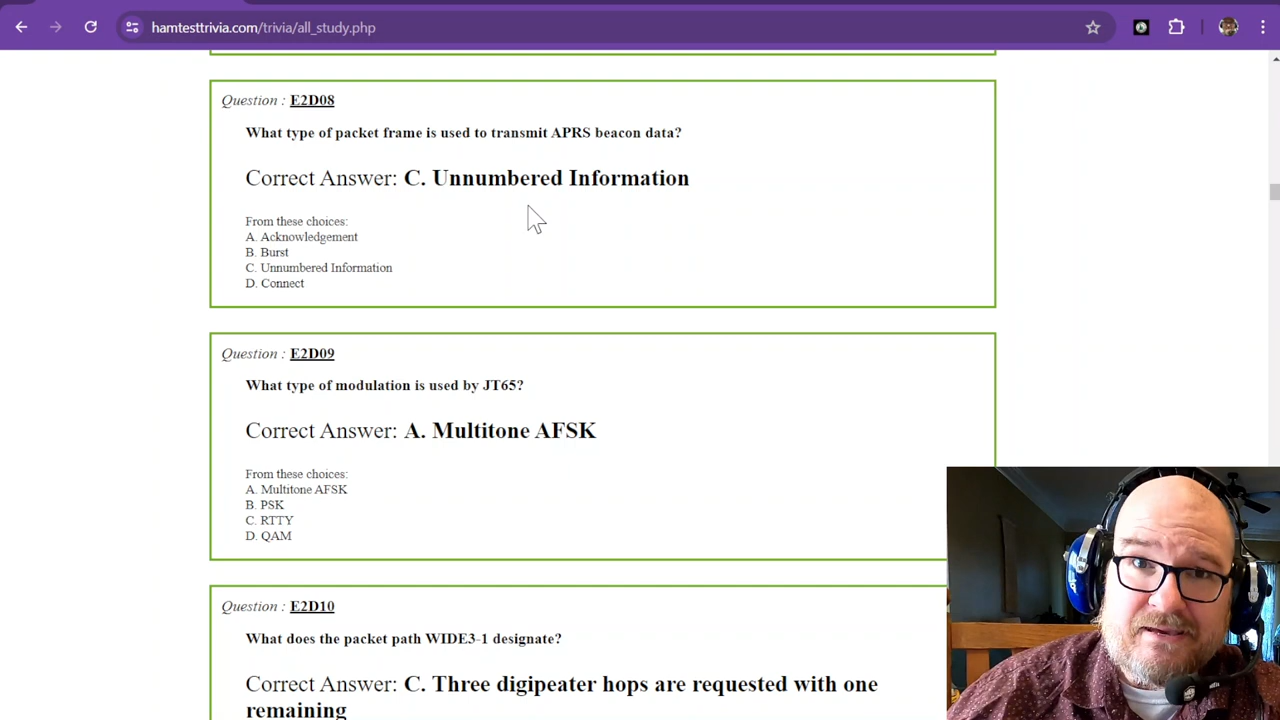 hamtesttrivia.com/trivia/all_study.php
Question : E2D08
What type of packet frame is used to transmit APRS beacon data?
Correct Answer: C. Unnumbered Information
From these choices:
A. Acknowledgement
B. Burst
C. Unnumbered Information
D. Connect
Question : E2D09
What type of modulation is used by JT65?
Correct Answer: A. Multitone AFSK
From these choices:
A. Multitone AFSK
B. PSK
C. RTTY
D. QAM
Question : E2D10
What does the packet path WIDE3-1 designate?
Correct Answer: C. Three digipeater hops are requested with one
remaining